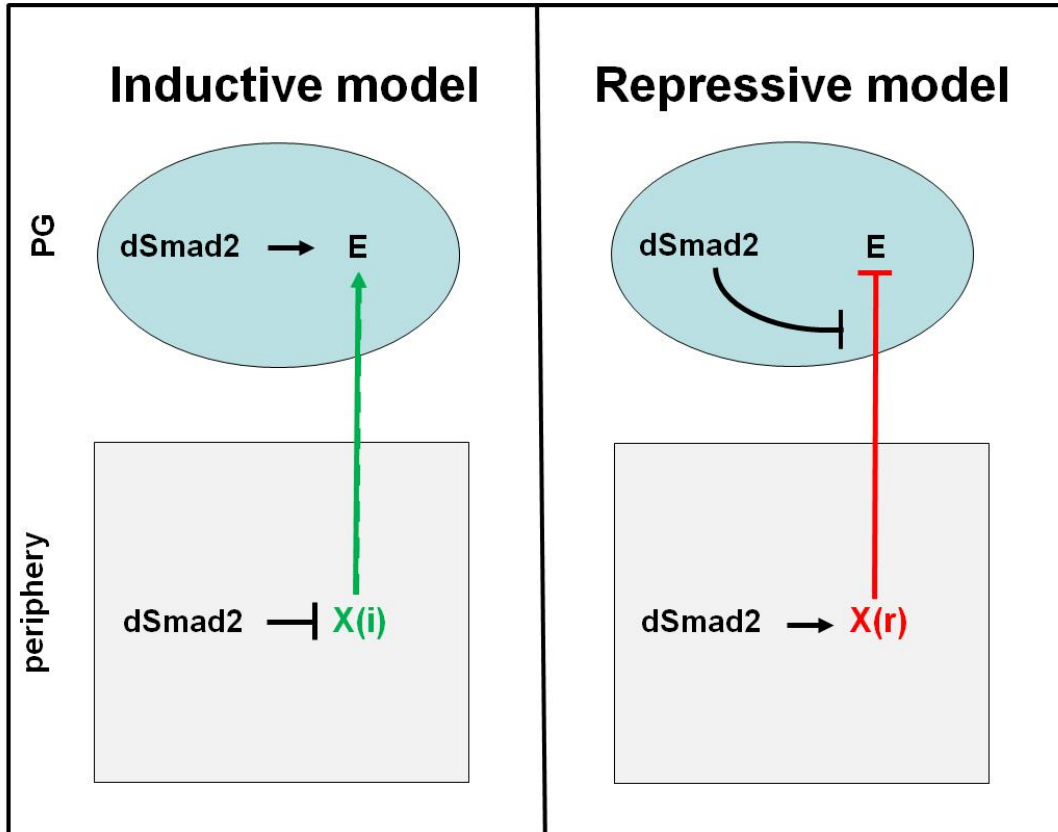 Inductive model
Repressive model
PG
dSmad2
E
dSmad2
E
periphery
dSmad2
X(i)
dSmad2
X(r)